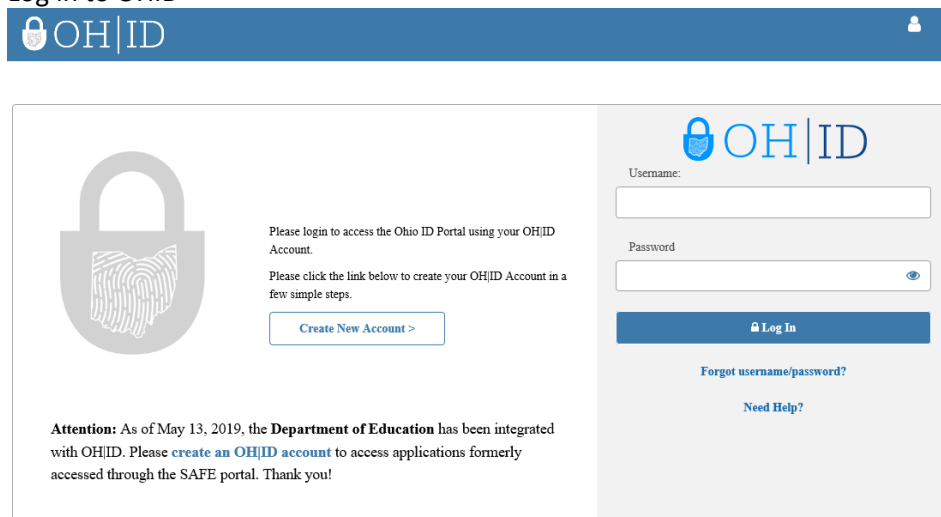 Log in to OHID
OH|ID
Please login to access the Ohio ID Portal using your OH|ID
Account.
Please click the link below to create your OH|ID Account in a
few simple steps.
Create New Account >
Attention: As of May 13, 2019, the Department of Education has been integrated
with OH|ID. Please create an OH|ID account to access applications formerly
accessed through the SAFE portal. Thank you!
OH|ID
Username:
Password
Log In
Forgot username/password?
Need Help?